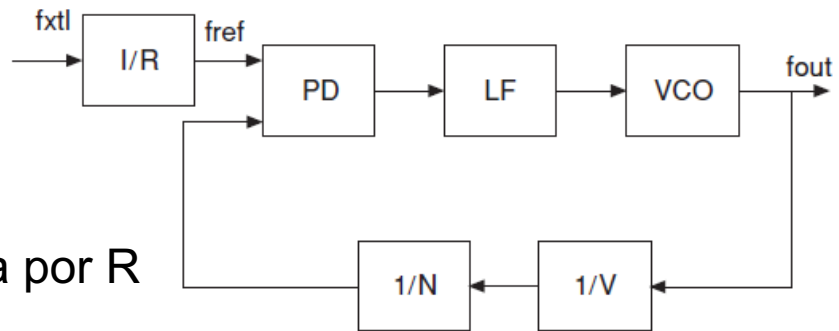 fxtl
I/R
fref
PD
LF
VCO
fout
a por R
1/N
1/V